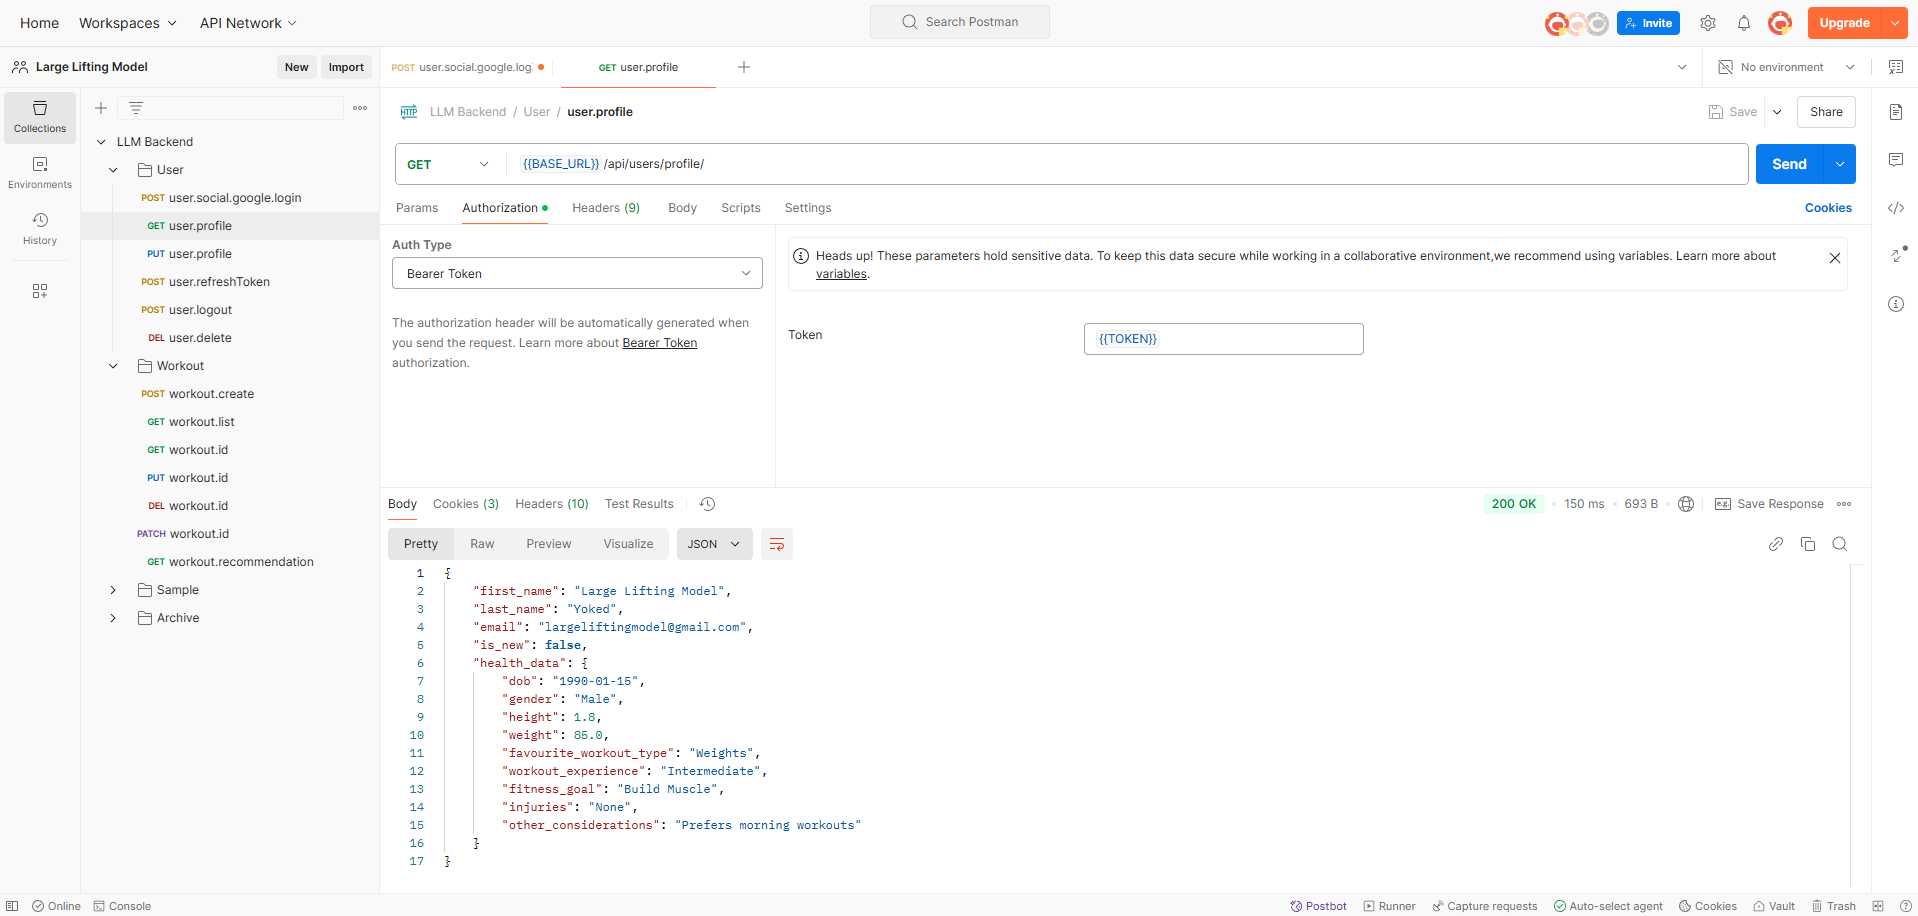 Home Workspaces API Network Search Postman Invite Upgrade
Large Lifting Model New Import POST user.social.google.log GET user.profile No environment
Collections
Environments
History
LLM Backend
User
POST user.social.google.login
GET user.profile
PUT user.profile
POST user.refreshToken
POST user.logout
DEL user.delete
Workout
POST workout.create
GET workout.list
GET workout.id
PUT workout.id
DEL workout.id
PATCH workout.id
GET workout.recommendation
Sample
Archive
HTTP LLM Backend / User / user.profile Save Share
GET {{BASE_URL}} /api/users/profile/ Send
Params Authorization Headers (9) Body Scripts Settings Cookies
Auth Type
Bearer Token
The authorization header will be automatically generated when
you send the request. Learn more about Bearer Token
authorization.
Heads up! These parameters hold sensitive data. To keep this data secure while working in a collaborative environment,we recommend using variables. Learn more about
variables.
Token {{TOKEN}}
Body Cookies (3) Headers (10) Test Results 200 OK 150 ms 693 B e.g. Save Response
Pretty Raw Preview Visualize JSON
1 {
2 "first_name": "Large Lifting Model",
3 "last_name": "Yoked",
4 "email": "largeliftingmodel@gmail.com",
5 "is_new": false,
6 "health_data": {
7 "dob": "1990-01-15",
8 "gender": "Male",
9 "height": 1.8,
10 "weight": 85.0,
11 "favourite_workout_type": "Weights",
12 "workout_experience": "Intermediate",
13 "fitness_goal": "Build Muscle",
14 "injuries": "None",
15 "other_considerations": "Prefers morning workouts"
16 }
17 }
Online Console Postbot Runner Capture requests Auto-select agent Cookies Vault Trash